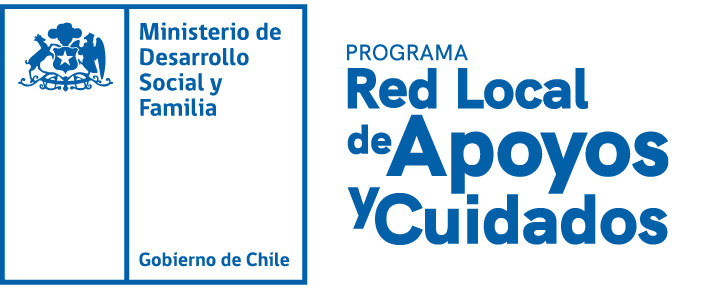 Ministerio de
Desarrollo
Social y
Familia
Gobierno de Chile
PROGRAMA
Red Local
de Apoyos
y Cuidados